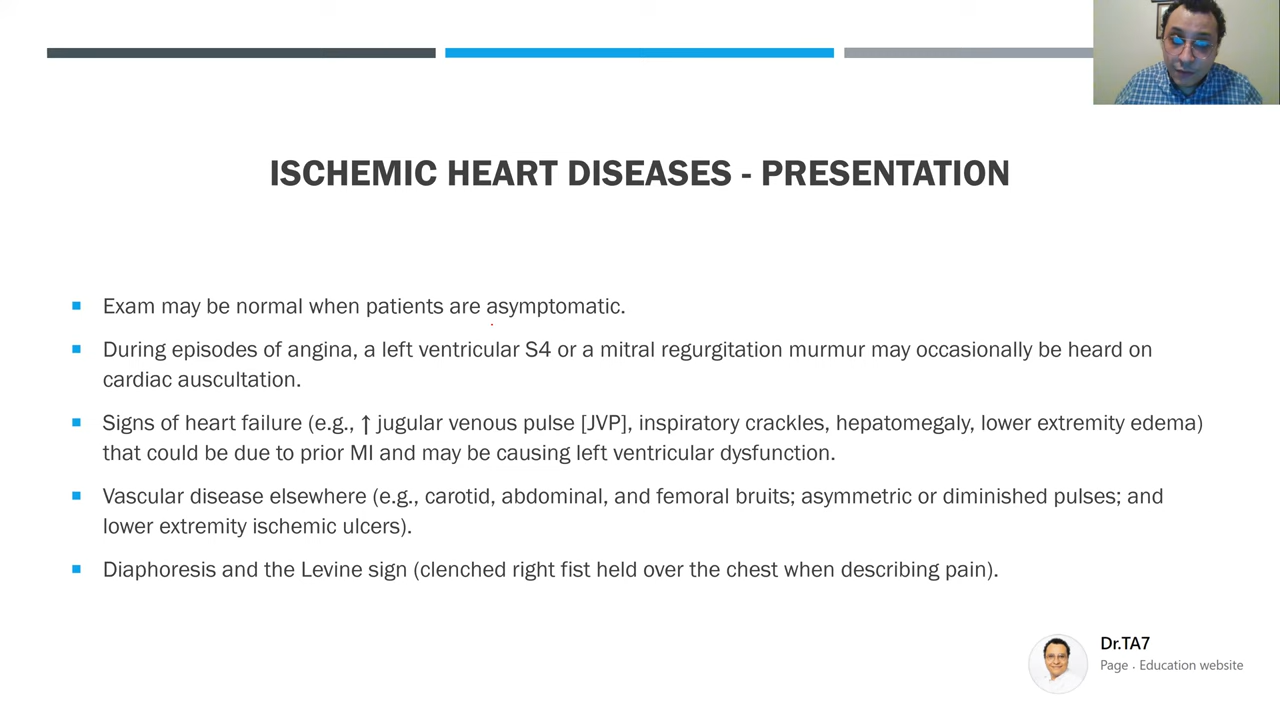 ISCHEMIC HEART DISEASES - PRESENTATION
Exam may be normal when patients are asymptomatic.
During episodes of angina, a left ventricular S4 or a mitral regurgitation murmur may occasionally be heard on
cardiac auscultation.
Signs of heart failure (e.g., ↑ jugular venous pulse [JVP], inspiratory crackles, hepatomegaly, lower extremity edema)
that could be due to prior MI and may be causing left ventricular dysfunction.
Vascular disease elsewhere (e.g., carotid, abdominal, and femoral bruits; asymmetric or diminished pulses; and
lower extremity ischemic ulcers).
Diaphoresis and the Levine sign (clenched right fist held over the chest when describing pain).
Dr.TA7
Page · Education website